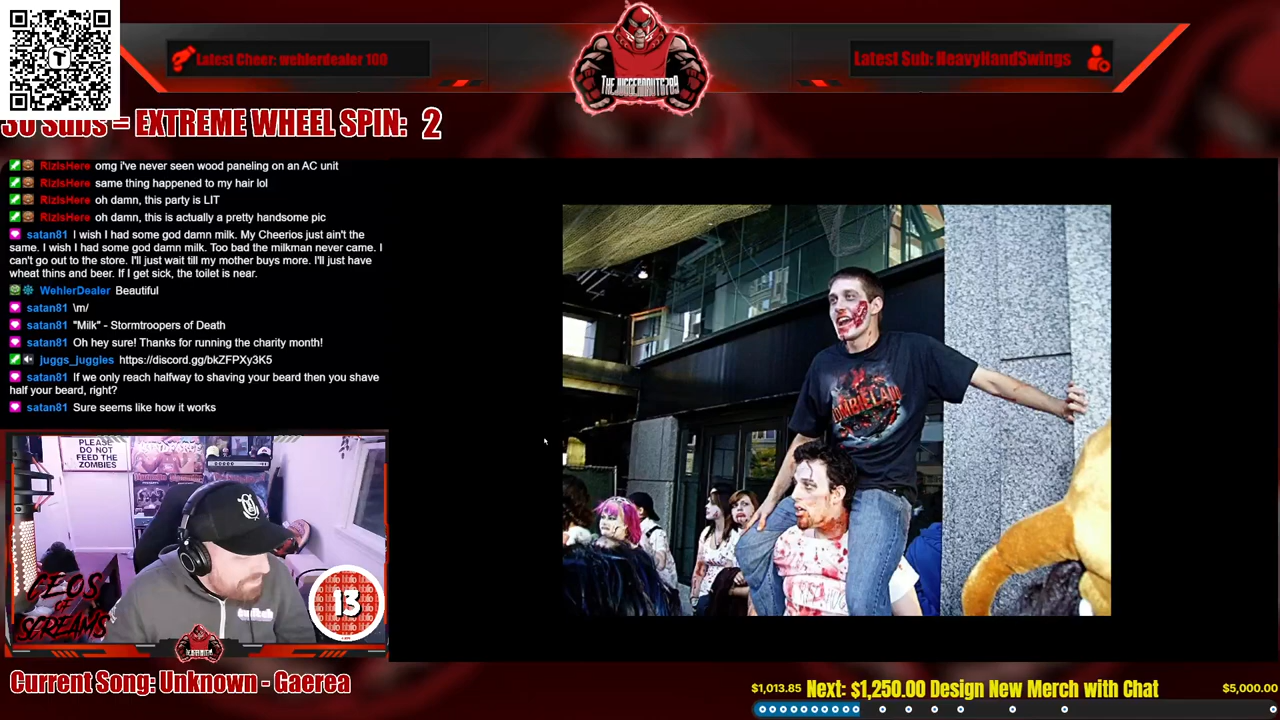 Latest Cheer: wehlerdealer 100
THEJUGGERNAUT6789
Latest Sub: HeavyHandSwings
30 Subs = EXTREME WHEEL SPIN: 2
RizIsHere omg i've never seen wood paneling on an AC unit
RizIsHere same thing happened to my hair lol
RizIsHere oh damn, this party is LIT
RizIsHere oh damn, this is actually a pretty handsome pic
satan81 I wish I had some god damn milk. My Cheerios just ain't the
same. I wish I had some god damn milk. Too bad the milkman never came. I
can't go out to the store. I'll just wait till my mother buys more. I'll just have
wheat thins and beer. If I get sick, the toilet is near.
WehlerDealer Beautiful
satan81 \m/
satan81 "Milk" - Stormtroopers of Death
satan81 Oh hey sure! Thanks for running the charity month!
juggs_juggles https://discord.gg/bkZFPXy3K5
satan81 If we only reach halfway to shaving your beard then you shave
half your beard, right?
satan81 Sure seems like how it works
PLEASE
DO NOT
FEED THE
ZOMBIES
CEOS
OF
SCREAMS
13
Current Song: Unknown - Gaerea
$1,013.85 Next: $1,250.00 Design New Merch with Chat $5,000.00